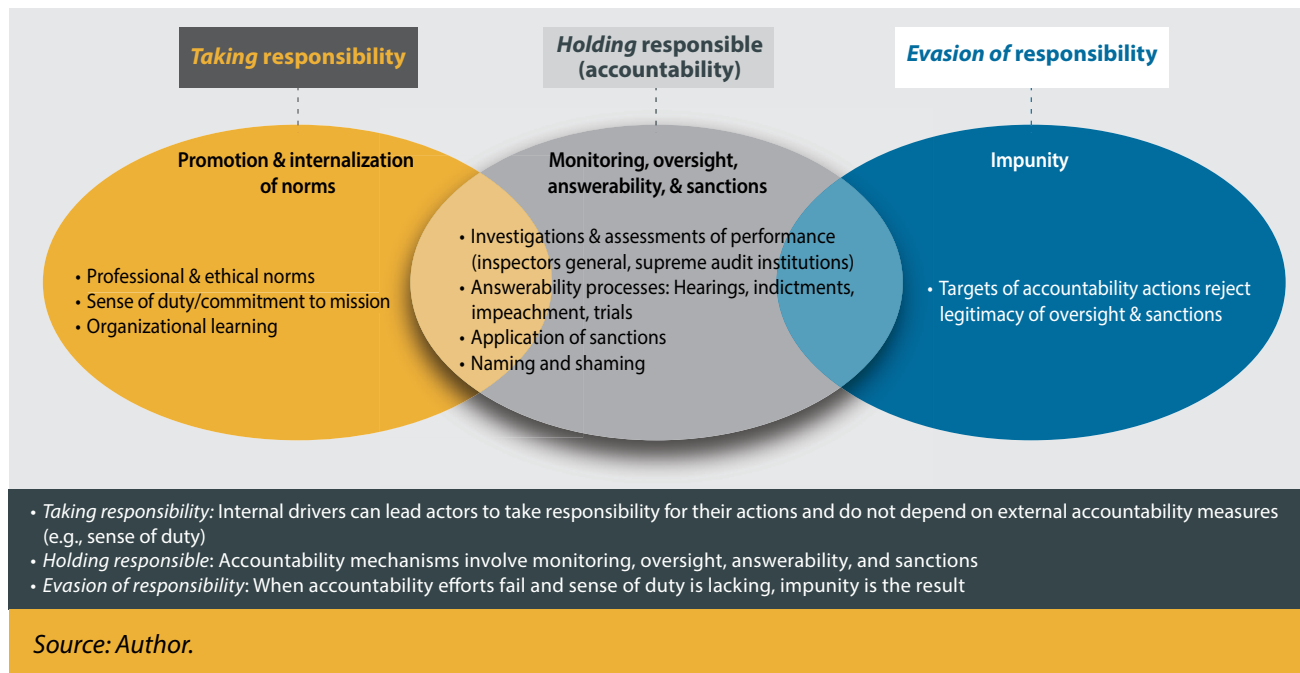 Taking responsibility
Holding responsible
(accountability)
Evasion of responsibility
Promotion & internalization
of norms
• Professional & ethical norms
• Sense of duty/commitment to mission
• Organizational learning
Monitoring, oversight,
answerability, & sanctions
• Investigations & assessments of performance
(inspectors general, supreme audit institutions)
• Answerability processes: Hearings, indictments,
impeachment, trials
• Application of sanctions
• Naming and shaming
Impunity
• Targets of accountability actions reject
legitimacy of oversight & sanctions
• Taking responsibility: Internal drivers can lead actors to take responsibility for their actions and do not depend on external accountability measures
(e.g., sense of duty)
• Holding responsible: Accountability mechanisms involve monitoring, oversight, answerability, and sanctions
• Evasion of responsibility: When accountability efforts fail and sense of duty is lacking, impunity is the result
Source: Author.